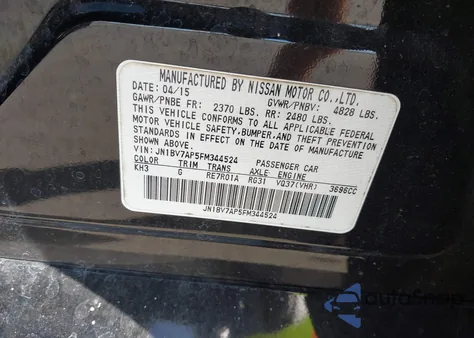 MANUFACTURED BY NISSAN MOTOR CO.,LTD.
DATE: 04/15 GVWR/PNBV: 4828 LBS.
GAWR/PNBE FR: 2370 LBS. RR: 2480 LBS.
THIS VEHICLE CONFORMS TO ALL APPLICABLE FEDERAL
MOTOR VEHICLE SAFETY, BUMPER, AND THEFT PREVENTION
STANDARDS IN EFFECT ON THE DATE OF MANUFACTURE
SHOWN ABOVE.
VIN: JN1BV7AP5FM344524 PASSENGER CAR
COLOR TRIM TRANS AXLE ENGINE
KH3 G RE7R01A RG31 VQ37(VHR) 3696CC
JN1BV7AP5FM344524
autoSnap